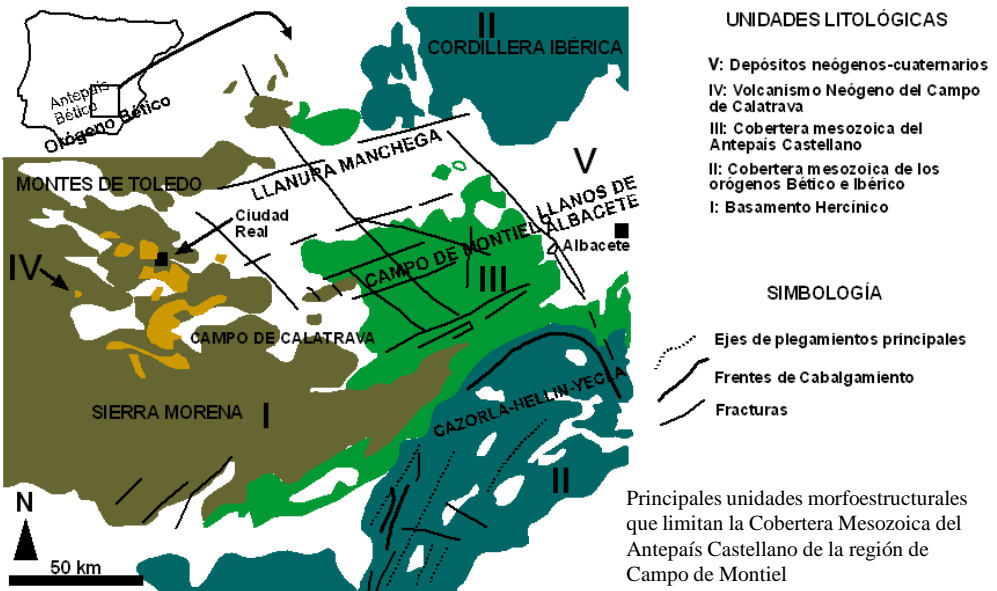 II
CORDILLERA IBÉRICA
Antepaís
Bético
Orógeno Bético
LLANURA MANCHEGA
MONTES DE TOLEDO
V
LLANOS DE
ALBACETE
Ciudad
Real
Albacete
IV
CAMPO DE MONTIEL
III
CAMPO DE CALATRAVA
SIERRA MORENA
I
CAZORLA-HELLIN-YECLA
II
N
50 km
UNIDADES LITOLÓGICAS
V: Depósitos neógenos-cuaternarios
IV: Volcanismo Neógeno del Campo
de Calatrava
III: Cobertera mesozoica del
Antepaís Castellano
II: Cobertera mesozoica de los
orógenos Bético e Ibérico
I: Basamento Hercínico
SIMBOLOGÍA
Ejes de plegamientos principales
Frentes de Cabalgamiento
Fracturas
Principales unidades morfoestructurales
que limitan la Cobertera Mesozoica del
Antepaís Castellano de la región de
Campo de Montiel